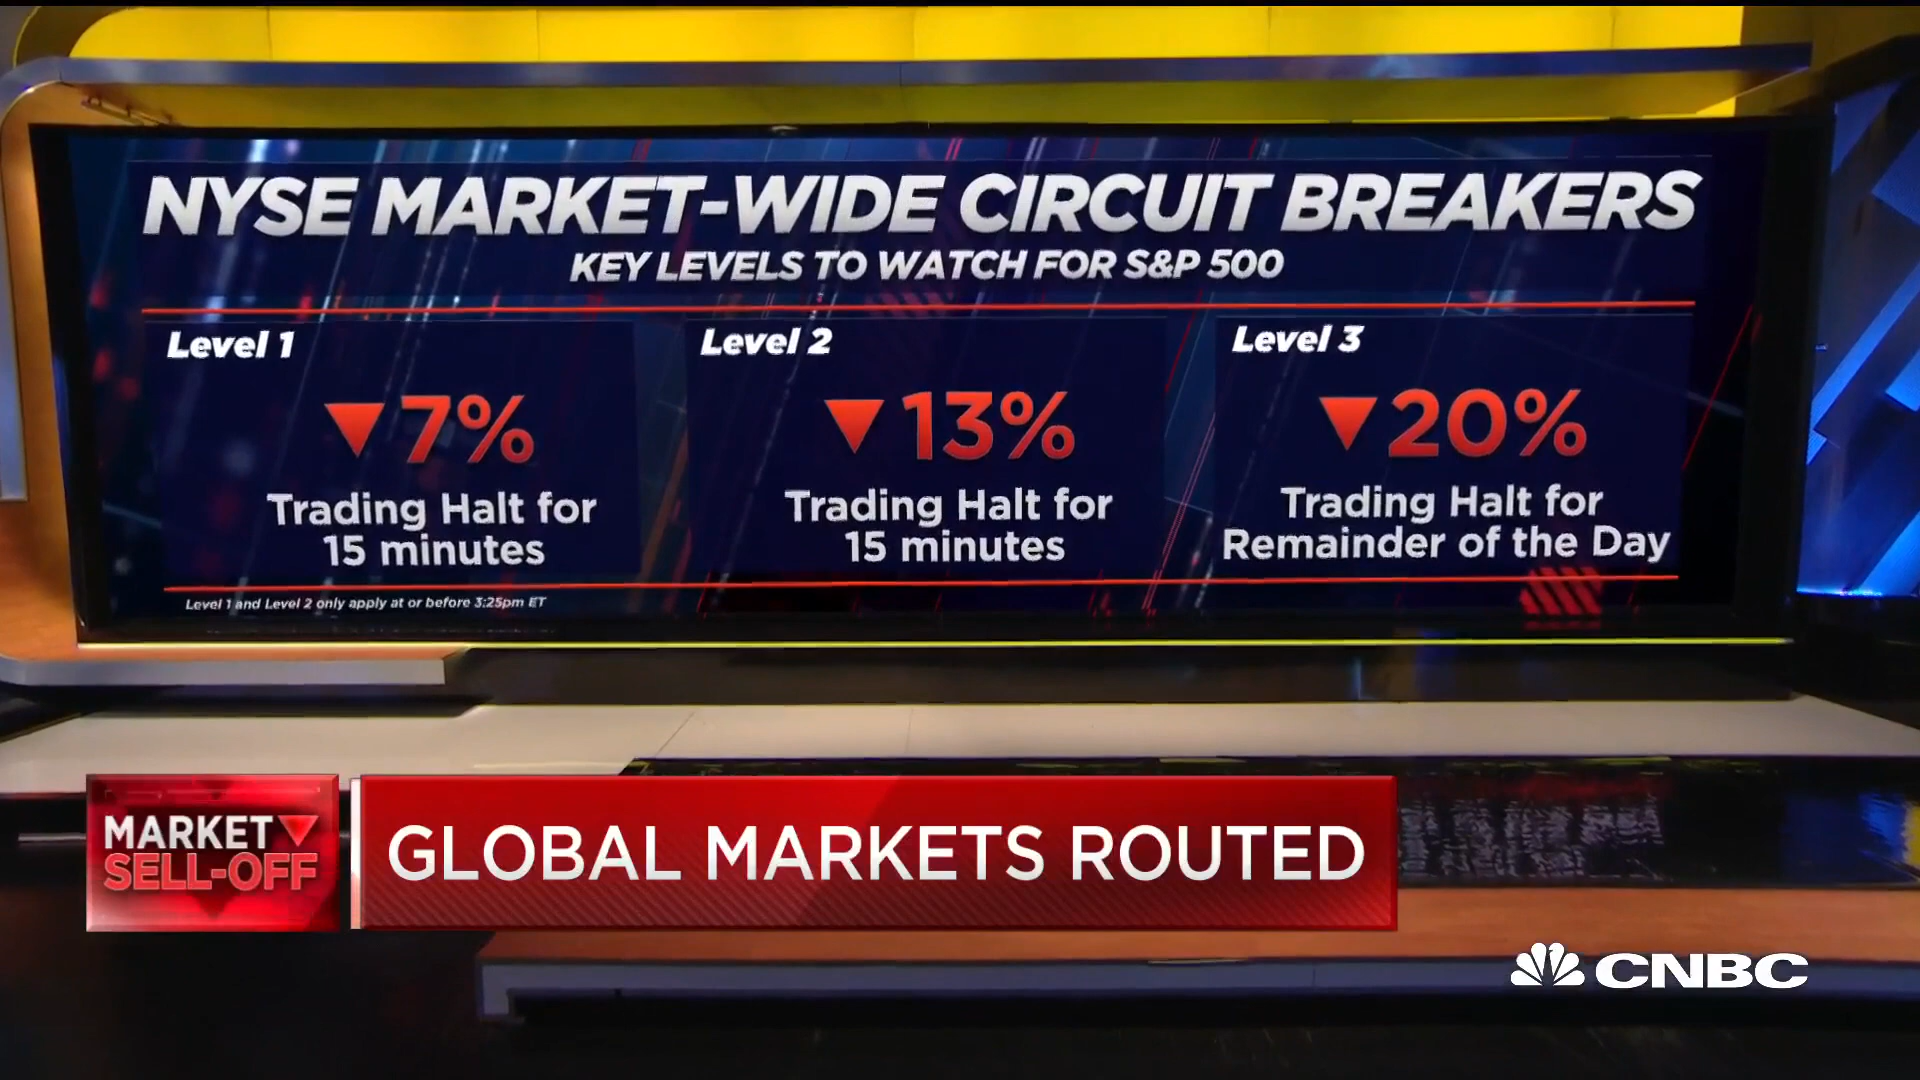 NYSE MARKET-WIDE CIRCUIT BREAKERS
KEY LEVELS TO WATCH FOR S&P 500
Level 1
▼7%
Trading Halt for
15 minutes
Level 2
▼13%
Trading Halt for
15 minutes
Level 3
▼20%
Trading Halt for
Remainder of the Day
Level 1 and Level 2 only apply at or before 3:25pm ET
MARKET
SELL-OFF
GLOBAL MARKETS ROUTED
CNBC